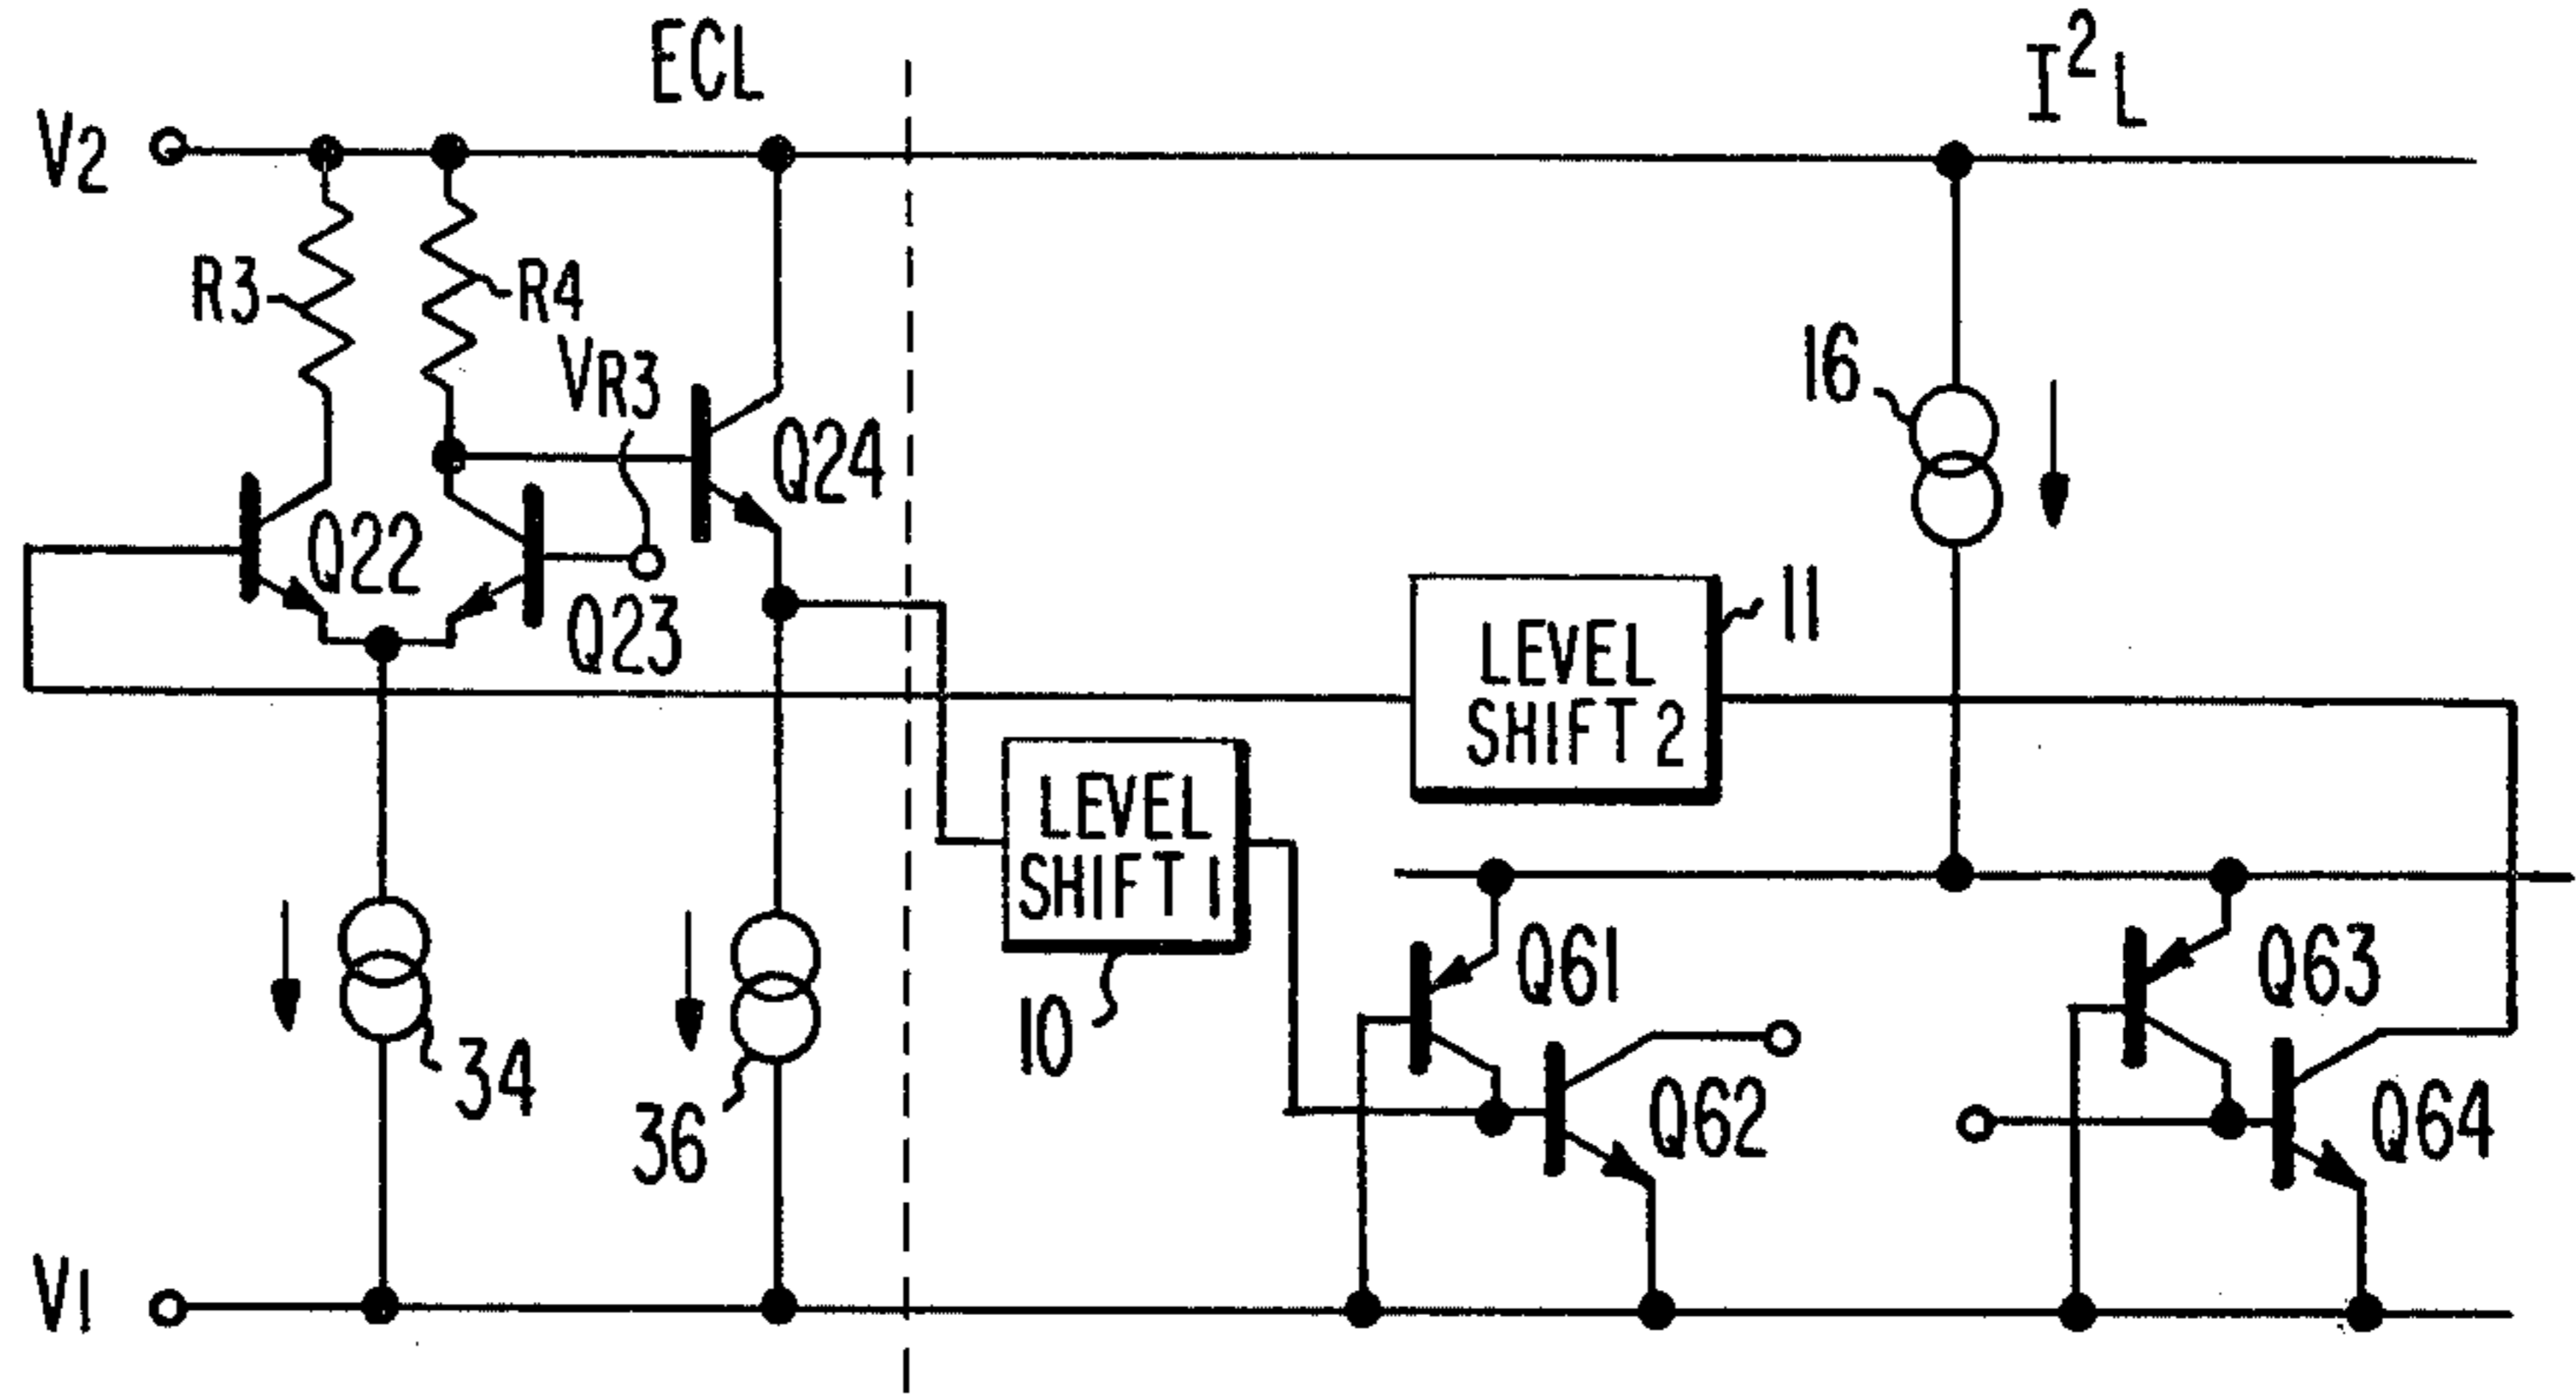 ECL
I²L
V2
R3
R4
VR3
16
Q24
Q22
Q23
11
LEVEL
SHIFT 2
LEVEL
SHIFT 1
10
34
36
Q61
Q63
Q62
Q64
V1